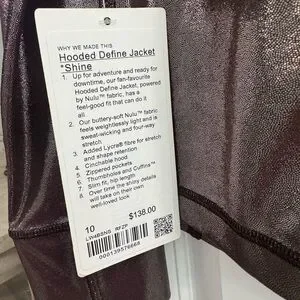 WHY WE MADE THIS
Hooded Define Jacket
*Shine
1. Up for adventure and ready for
downtime, our fan-favourite
Hooded Define Jacket, powered
by Nulu™ fabric, has a
feel-good fit that can do it
all.
2. Our buttery-soft Nulu™ fabric
feels weightlessly light and is
sweat-wicking and four-way
stretch
3. Added Lycra® fibre for stretch
and shape retention
4. Cinchable hood
5. Zippered pockets
6. Thumbholes and Cuffins™
7. Slim fit, hip length
8. Over time the shiny details
will take on their own
well-loved look
10 $138.00
LW4BSNS RFZR